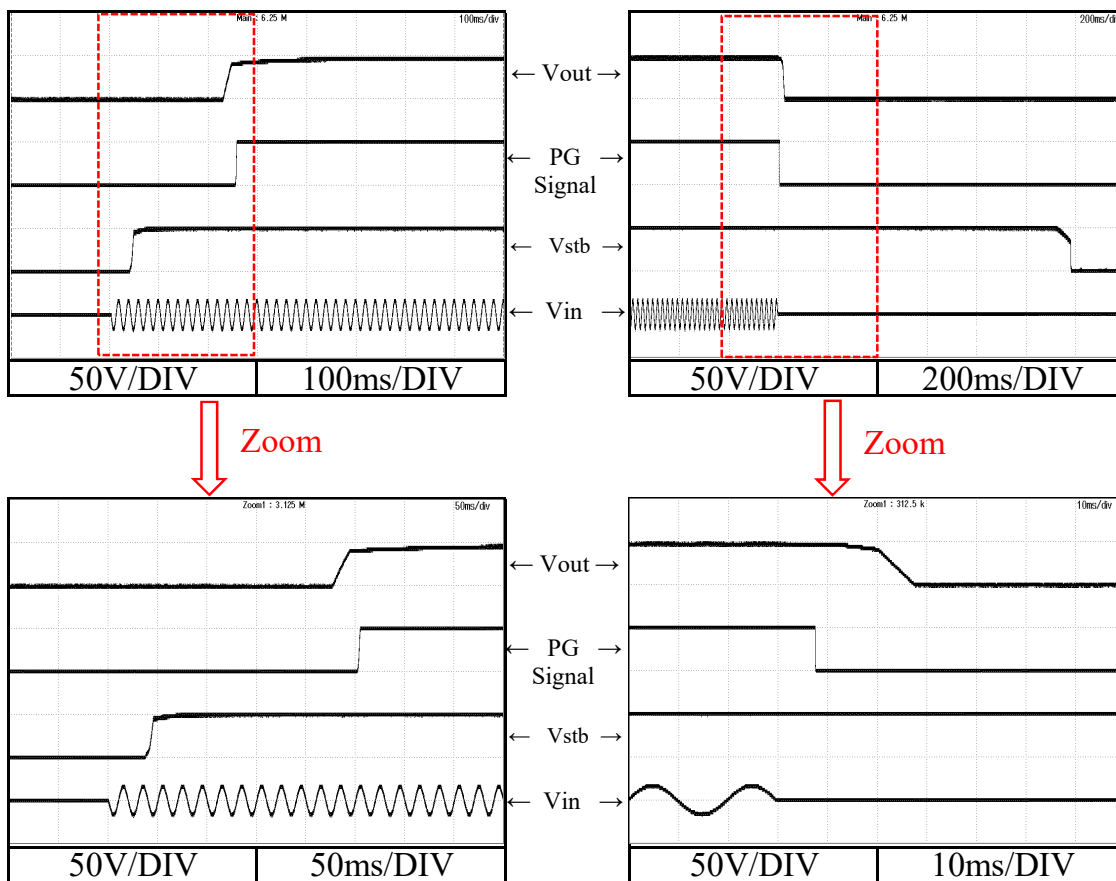 Main : 6.25 M 100ms/div
Main : 6.25 M 200ms/div
← Vout →
← PG →
Signal
← Vstb →
← Vin →
50V/DIV 100ms/DIV
50V/DIV 200ms/DIV
Zoom
Zoom
Zoom1 : 3.125 M 50ms/div
Zoom1 : 312.5 k 10ms/div
← Vout →
← PG →
Signal
← Vstb →
← Vin →
50V/DIV 50ms/DIV
50V/DIV 10ms/DIV